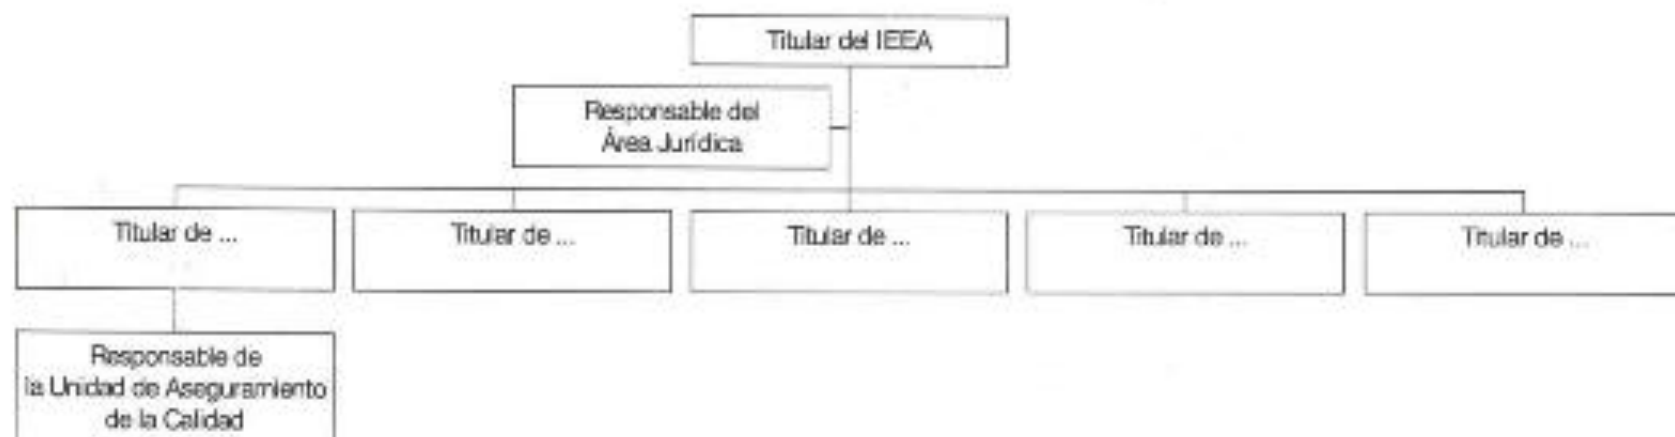 Titular del IEEA
Responsable del
Área Jurídica
Titular de ...
Titular de ...
Titular de ...
Titular de ...
Titular de ...
Responsable de
la Unidad de Aseguramiento
de la Calidad